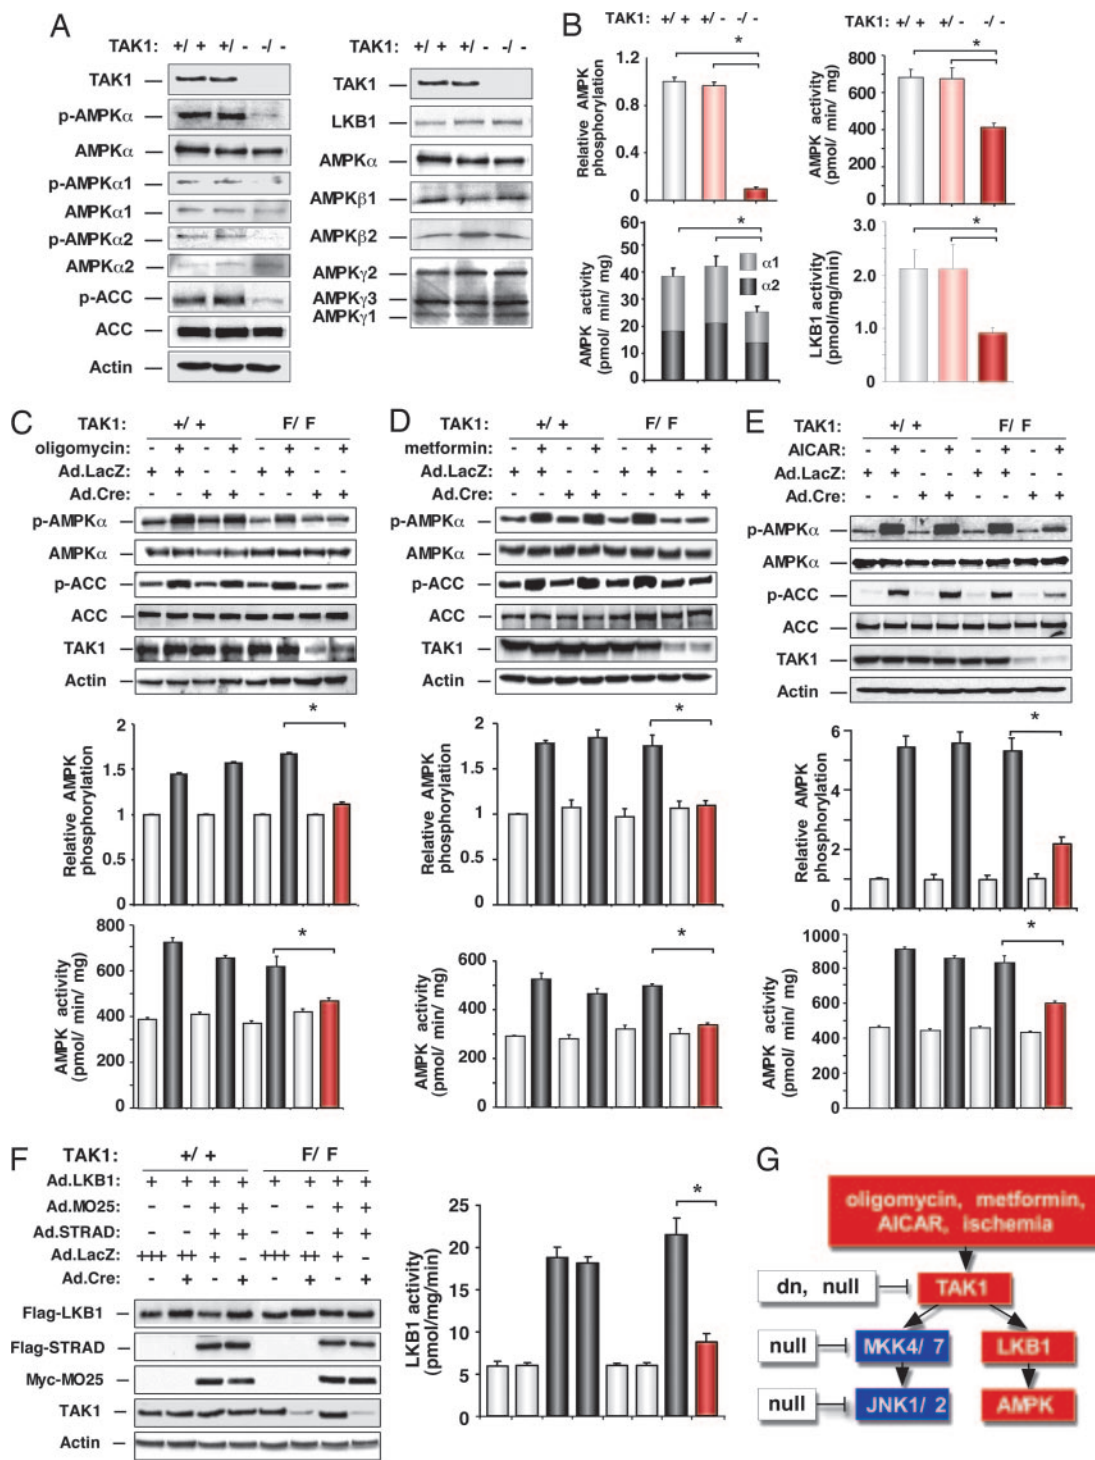 A
TAK1: +/+ +/- -/-
TAK1
p-AMPKα
AMPKα
p-AMPKα1
AMPKα1
p-AMPKα2
AMPKα2
p-ACC
ACC
Actin
TAK1: +/+ +/- -/-
TAK1
LKB1
AMPKα
AMPKβ1
AMPKβ2
AMPKγ2
AMPKγ3
AMPKγ1
B
TAK1: +/+ +/- -/-
*
Relative AMPK
phosphorylation
1.2
0.6
0
TAK1: +/+ +/- -/-
*
AMPK activity
(pmol/ min/ mg)
800
600
400
200
0
*
α1
α2
AMPK activity
(pmol/ min/ mg)
60
50
40
30
20
10
0
*
LKB1 activity
(pmol/mg/min)
2.0
1.0
0
C
TAK1: +/+ F/F
oligomycin: - + - + - + - +
Ad.LacZ: + + - - + + - -
Ad.Cre: - - + + - - + +
p-AMPKα
AMPKα
p-ACC
ACC
TAK1
Actin
*
Relative AMPK
phosphorylation
2
1.5
1
0.5
0
*
AMPK activity
(pmol/ min/ mg)
800
600
400
200
0
D
TAK1: +/+ F/F
metformin: - + - + - + - +
Ad.LacZ: + + - - + + - -
Ad.Cre: - - + + - - + +
p-AMPKα
AMPKα
p-ACC
ACC
TAK1
Actin
*
Relative AMPK
phosphorylation
2
1.5
1
0.5
0
*
AMPK activity
(pmol/ min/ mg)
600
300
0
E
TAK1: +/+ F/F
AICAR: - + - + - + - +
Ad.LacZ: + + - - + + - -
Ad.Cre: - - + + - - + +
p-AMPKα
AMPKα
p-ACC
ACC
TAK1
Actin
*
Relative AMPK
phosphorylation
6
4
2
0
*
AMPK activity
(pmol/ min/ mg)
1000
800
600
400
200
0
F
TAK1: +/+ F/F
Ad.LKB1: + + + + + + + +
Ad.MO25: - - + + - - + +
Ad.STRAD: - - + + - - + +
Ad.LacZ: +++ ++ + - +++ ++ + -
Ad.Cre: - + - + - + - +
Flag-LKB1
Flag-STRAD
Myc-MO25
TAK1
Actin
*
LKB1 activity
(pmol/mg/min)
25
20
15
10
5
0
G
oligomycin, metformin,
AICAR, ischemia
dn, null
TAK1
null
MKK4/ 7
LKB1
null
JNK1/ 2
AMPK